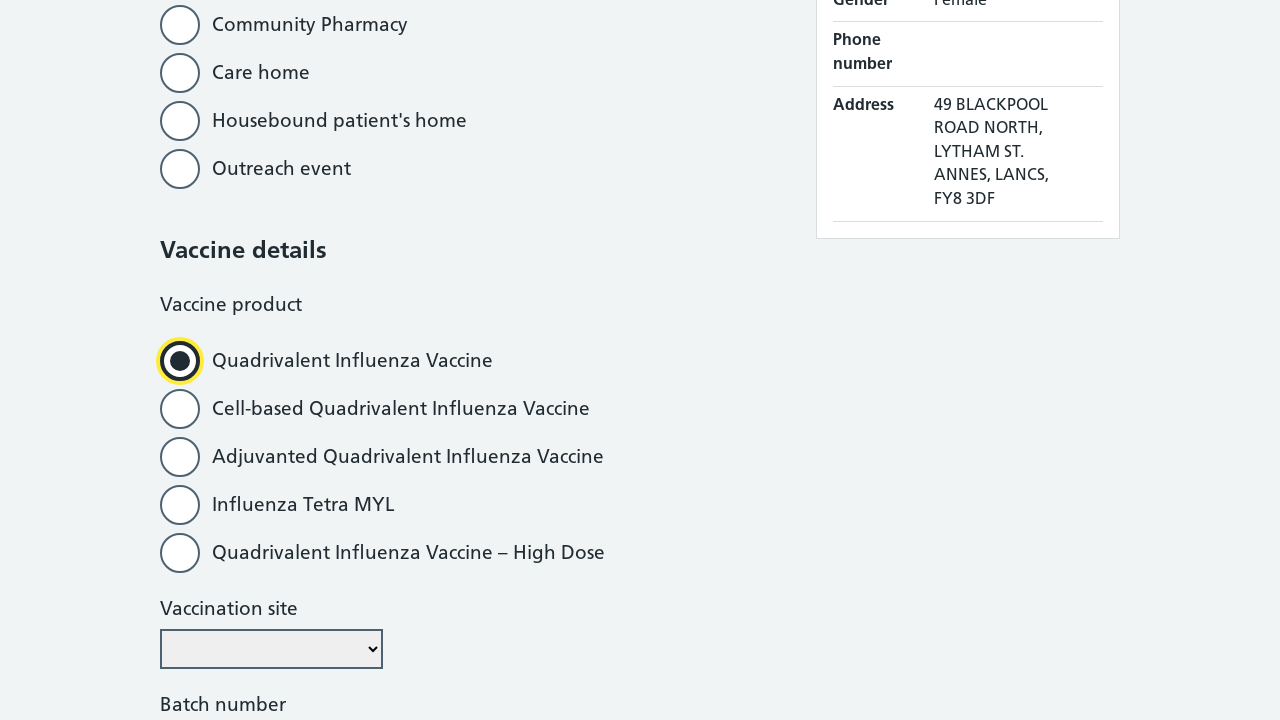 Community Pharmacy
Care home
Housebound patient's home
Outreach event
Vaccine details
Vaccine product
Quadrivalent Influenza Vaccine
Cell-based Quadrivalent Influenza Vaccine
Adjuvanted Quadrivalent Influenza Vaccine
Influenza Tetra MYL
Quadrivalent Influenza Vaccine – High Dose
Vaccination site
Batch number
Gender Female
Phone
number
Address 49 BLACKPOOL
ROAD NORTH,
LYTHAM ST.
ANNES, LANCS,
FY8 3DF